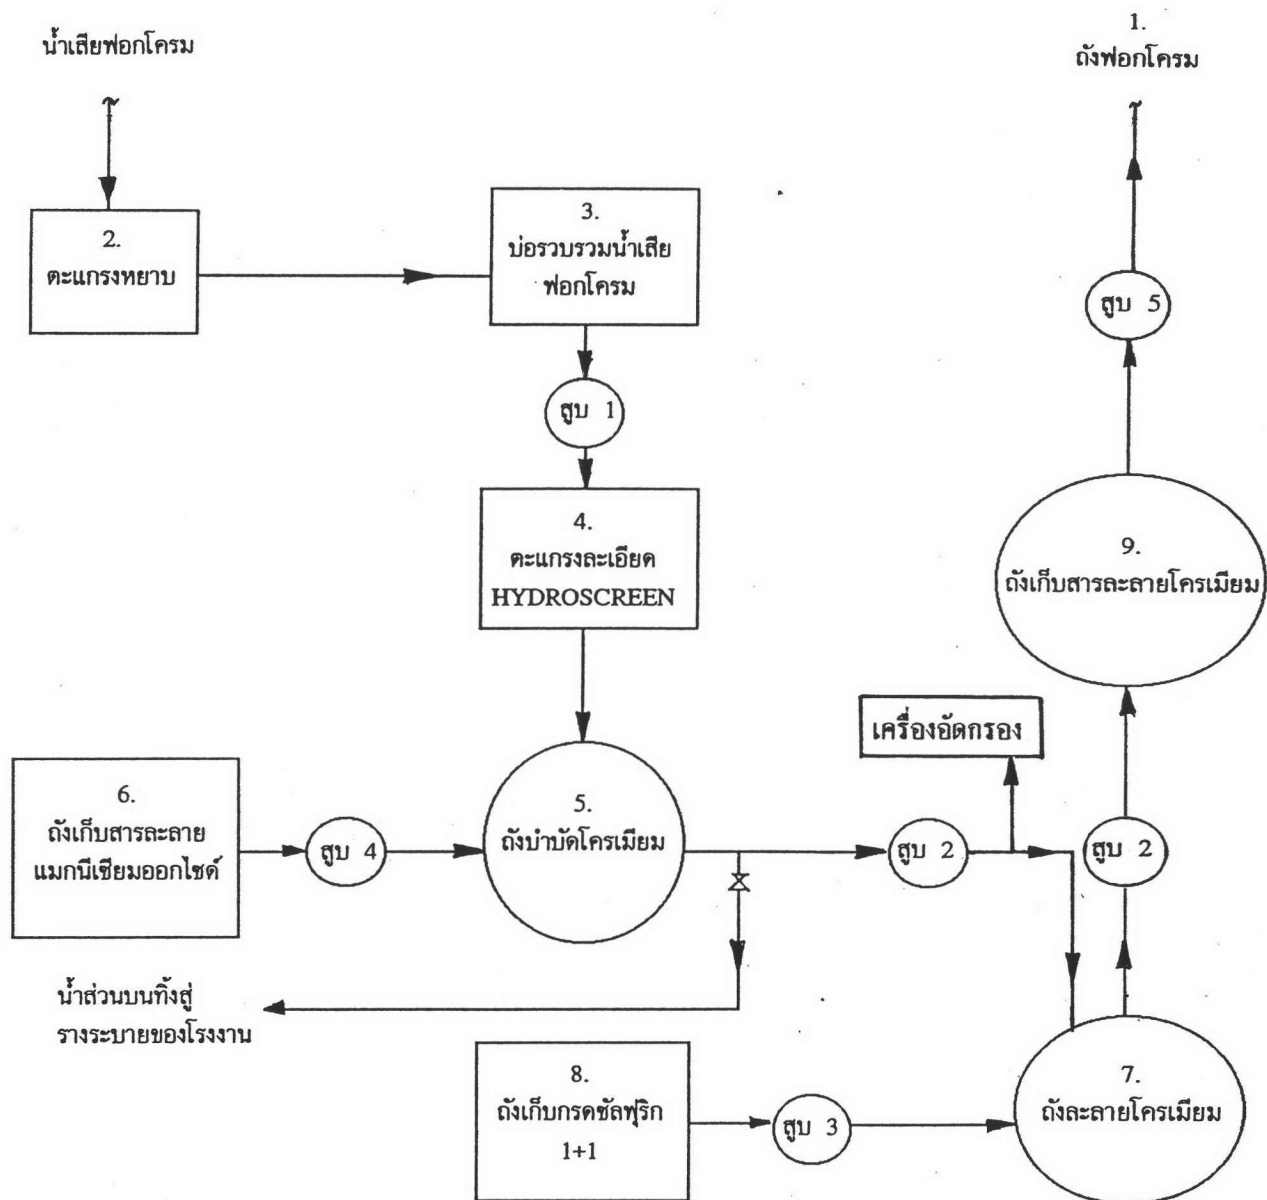 น้ำเสียฟอกโครม
1.
ถังฟอกโครม
2.
ตะแกรงหยาบ
3.
บ่อรวบรวมน้ำเสีย
ฟอกโครม
สูบ 5
สูบ 1
4.
ตะแกรงละเอียด
HYDROSCREEN
9.
ถังเก็บสารละลายโครเมียม
เครื่องอัดกรอง
6.
ถังเก็บสารละลาย
แมกนีเซียมออกไซด์
สูบ 4
5.
ถังบำบัดโครเมียม
สูบ 2
สูบ 2
น้ำส่วนบนทิ้งสู่
รางระบายของโรงงาน
8.
ถังเก็บกรดซัลฟุริก
1+1
สูบ 3
7.
ถังละลายโครเมียม